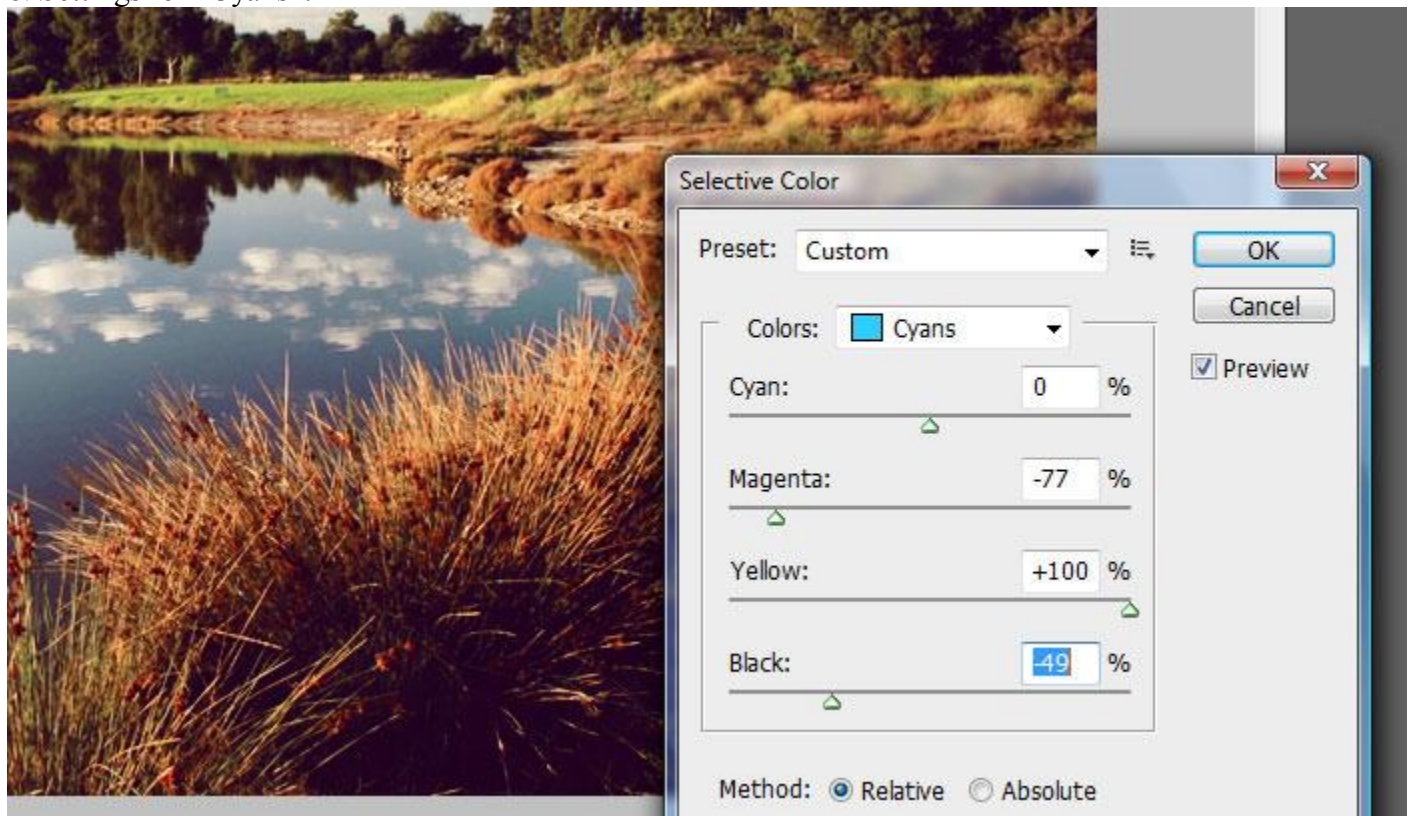 Selective Color
Preset: Custom
OK
Cancel
Colors: Cyans
Preview
Cyan: 0 %
Magenta: -77 %
Yellow: +100 %
Black: -49 %
Method: Relative Absolute